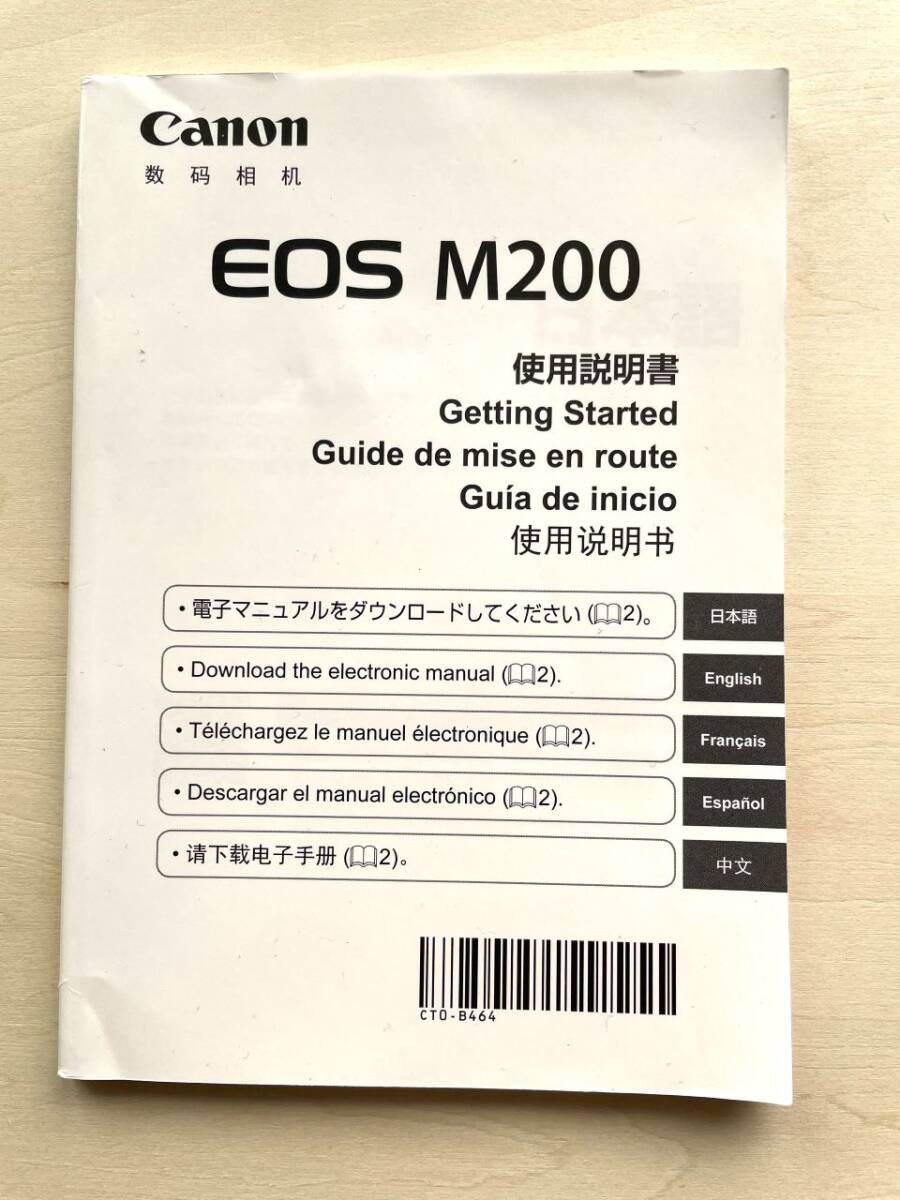 Canon
数码相机
EOS M200
使用説明書
Getting Started
Guide de mise en route
Guía de inicio
使用说明书
・電子マニュアルをダウンロードしてください (📖2)。
日本語
• Download the electronic manual (📖2).
English
• Téléchargez le manuel électronique (📖2).
Français
• Descargar el manual electrónico (📖2).
Español
・请下载电子手册 (📖2)。
中文
CT0-B464